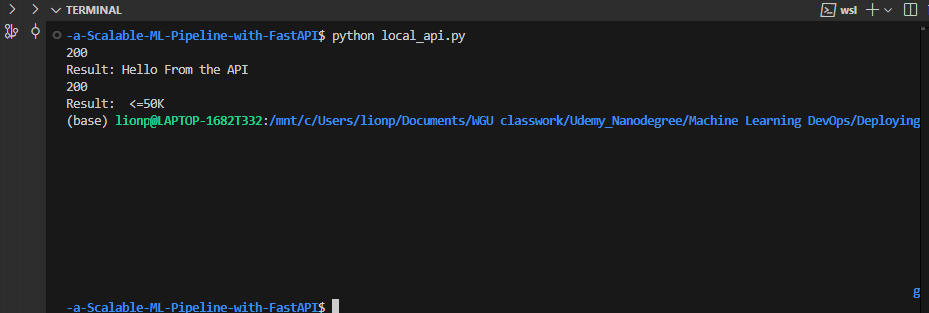 TERMINAL
wsl
-a-Scalable-ML-Pipeline-with-FastAPI$ python local_api.py
200
Result: Hello From the API
200
Result:  <=50K
(base) lionp@LAPTOP-1682T332:/mnt/c/Users/lionp/Documents/WGU classwork/Udemy_Nanodegree/Machine Learning DevOps/Deploying
g
-a-Scalable-ML-Pipeline-with-FastAPI$